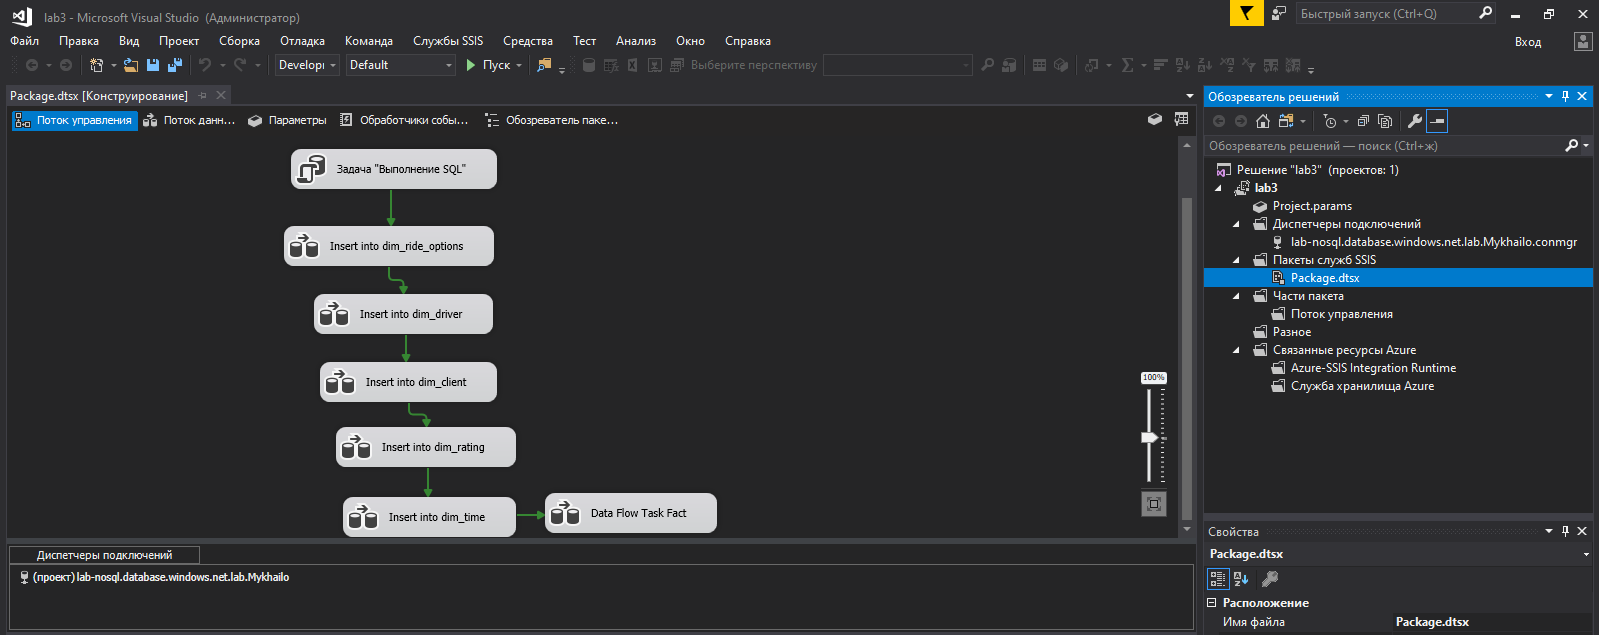 lab3 - Microsoft Visual Studio (Администратор)
Быстрый запуск (Ctrl+Q)
Файл Правка Вид Проект Сборка Отладка Команда Службы SSIS Средства Тест Анализ Окно Справка
Вход
Develop Default Пуск Выберите перспективу
Package.dtsx [Конструирование]
Поток управления Поток данн... Параметры Обработчики собы... Обозреватель паке...
Задача "Выполнение SQL"
Insert into dim_ride_options
Insert into dim_driver
Insert into dim_client
Insert into dim_rating
Insert into dim_time
Data Flow Task Fact
100%
Диспетчеры подключений
(проект) lab-nosql.database.windows.net.lab.Mykhailo
Обозреватель решений
Обозреватель решений — поиск (Ctrl+ж)
Решение "lab3" (проектов: 1)
lab3
Project.params
Диспетчеры подключений
lab-nosql.database.windows.net.lab.Mykhailo.conmgr
Пакеты служб SSIS
Package.dtsx
Части пакета
Поток управления
Разное
Связанные ресурсы Azure
Azure-SSIS Integration Runtime
Служба хранилища Azure
Свойства
Package.dtsx
Расположение
Имя файла Package.dtsx